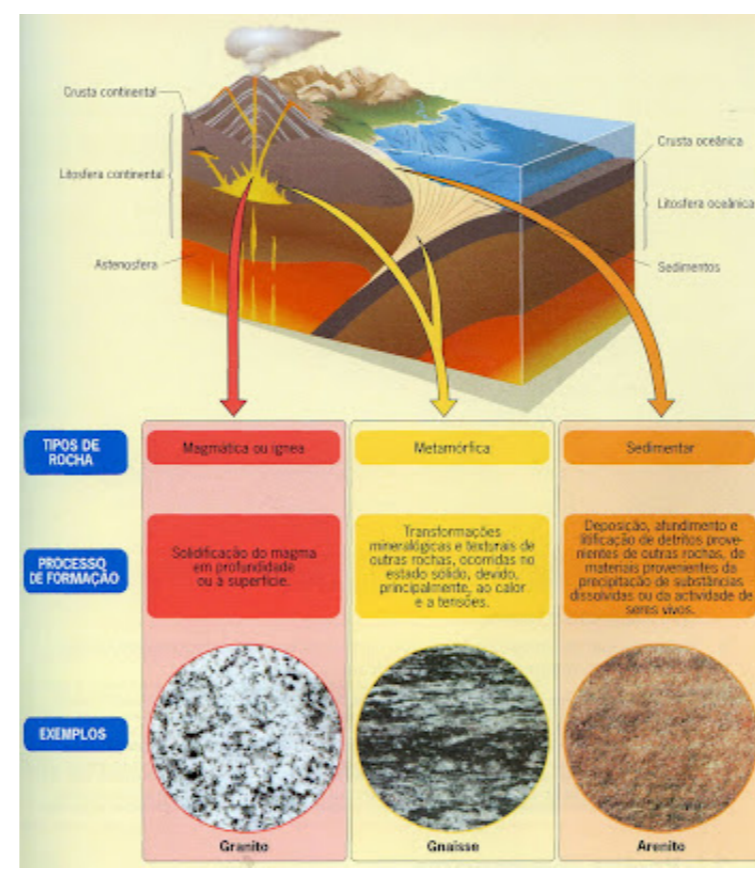 Crusta continental
Litosfera continental
Astenosfera
Crusta oceânica
Litosfera oceânica
Sedimentos
TIPOS DE
ROCHA
Magmática ou ígnea
Metamórfica
Sedimentar
PROCESSO
DE FORMAÇÃO
Solidificação do magma
em profundidade
ou à superfície.
Transformações
mineralógicas e texturais de
outras rochas, ocorridas no
estado sólido, devido,
principalmente, ao calor
e a tensões.
Deposição, afundimento e
litificação de detritos prove-
nientes de outras rochas, de
materiais provenientes da
precipitação de substâncias
dissolvidas ou da actividade de
seres vivos.
EXEMPLOS
Granito
Gnaisse
Arenito